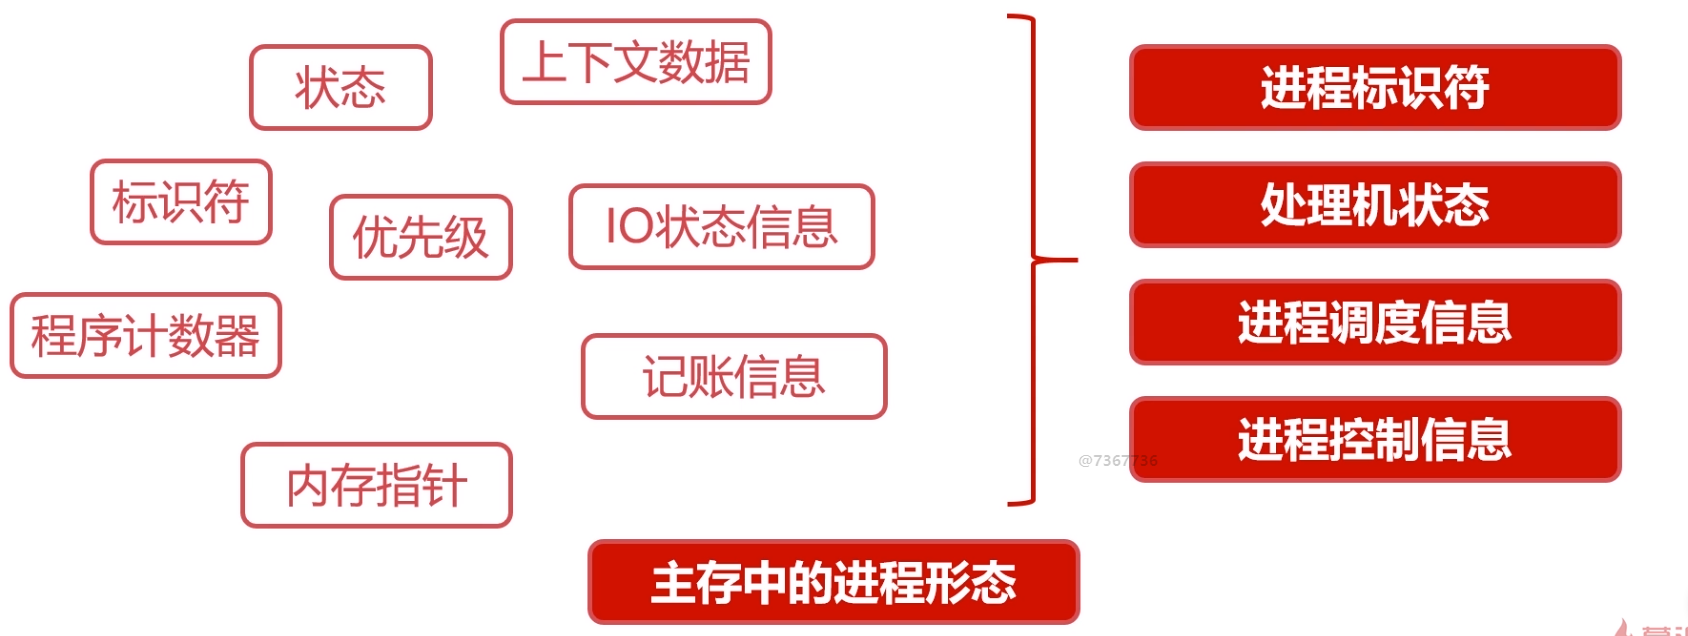 上下文数据
状态
标识符
优先级
IO状态信息
程序计数器
记账信息
内存指针
进程标识符
处理机状态
进程调度信息
进程控制信息
@7367736
主存中的进程形态